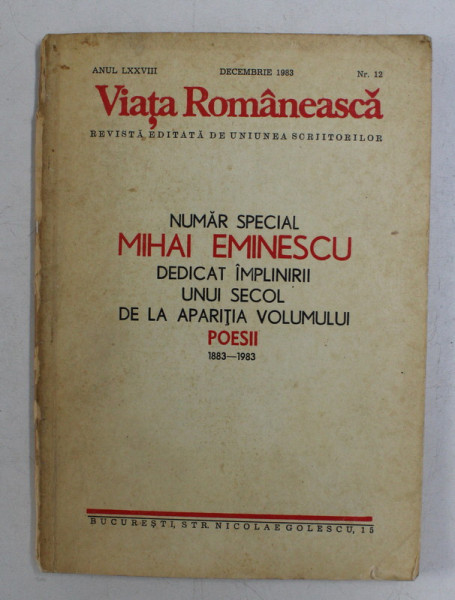 ANUL LXXVIII DECEMBRIE 1983 Nr. 12
Viața Românească
REVISTĂ EDITATĂ DE UNIUNEA SCRIITORILOR
NUMĂR SPECIAL
MIHAI EMINESCU
DEDICAT ÎMPLINIRII
UNUI SECOL
DE LA APARIȚIA VOLUMULUI
POESII
1883—1983
BUCUREȘTI, STR. NICOLAE GOLESCU, 15